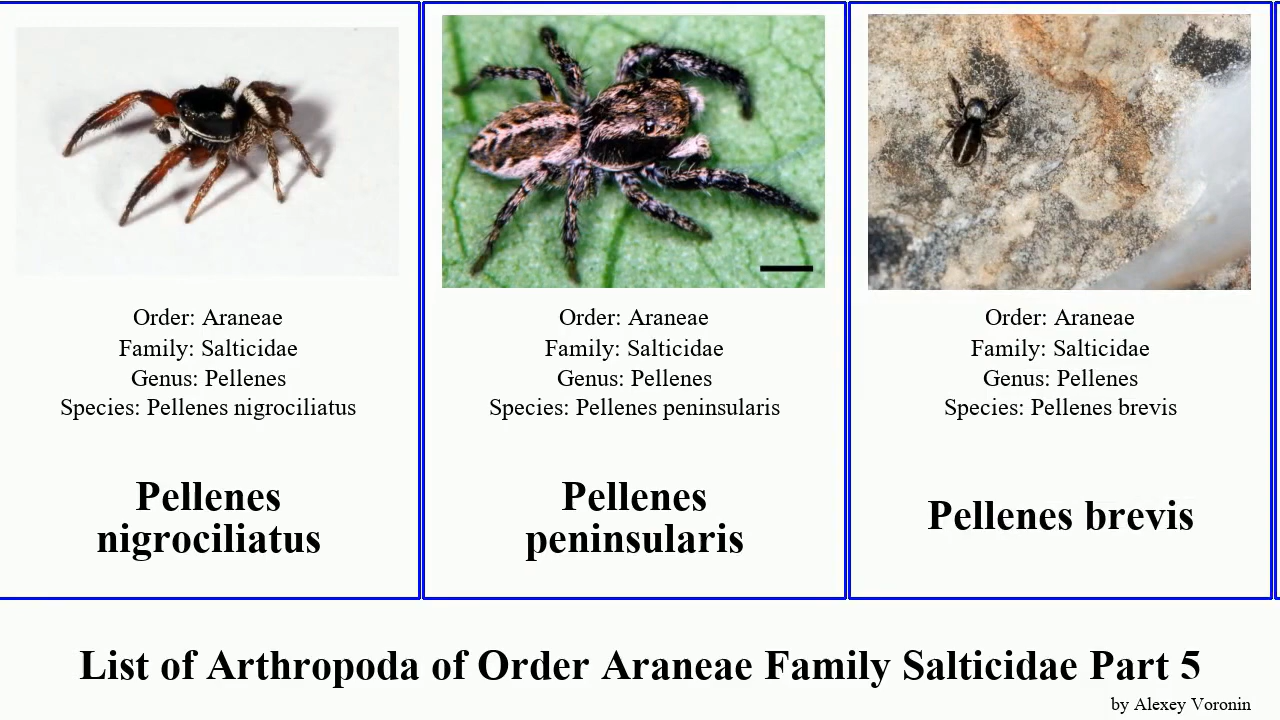 Order: Araneae
Family: Salticidae
Genus: Pellenes
Species: Pellenes nigrociliatus
Pellenes
nigrociliatus
Order: Araneae
Family: Salticidae
Genus: Pellenes
Species: Pellenes peninsularis
Pellenes
peninsularis
Order: Araneae
Family: Salticidae
Genus: Pellenes
Species: Pellenes brevis
Pellenes brevis
List of Arthropoda of Order Araneae Family Salticidae Part 5
by Alexey Voronin